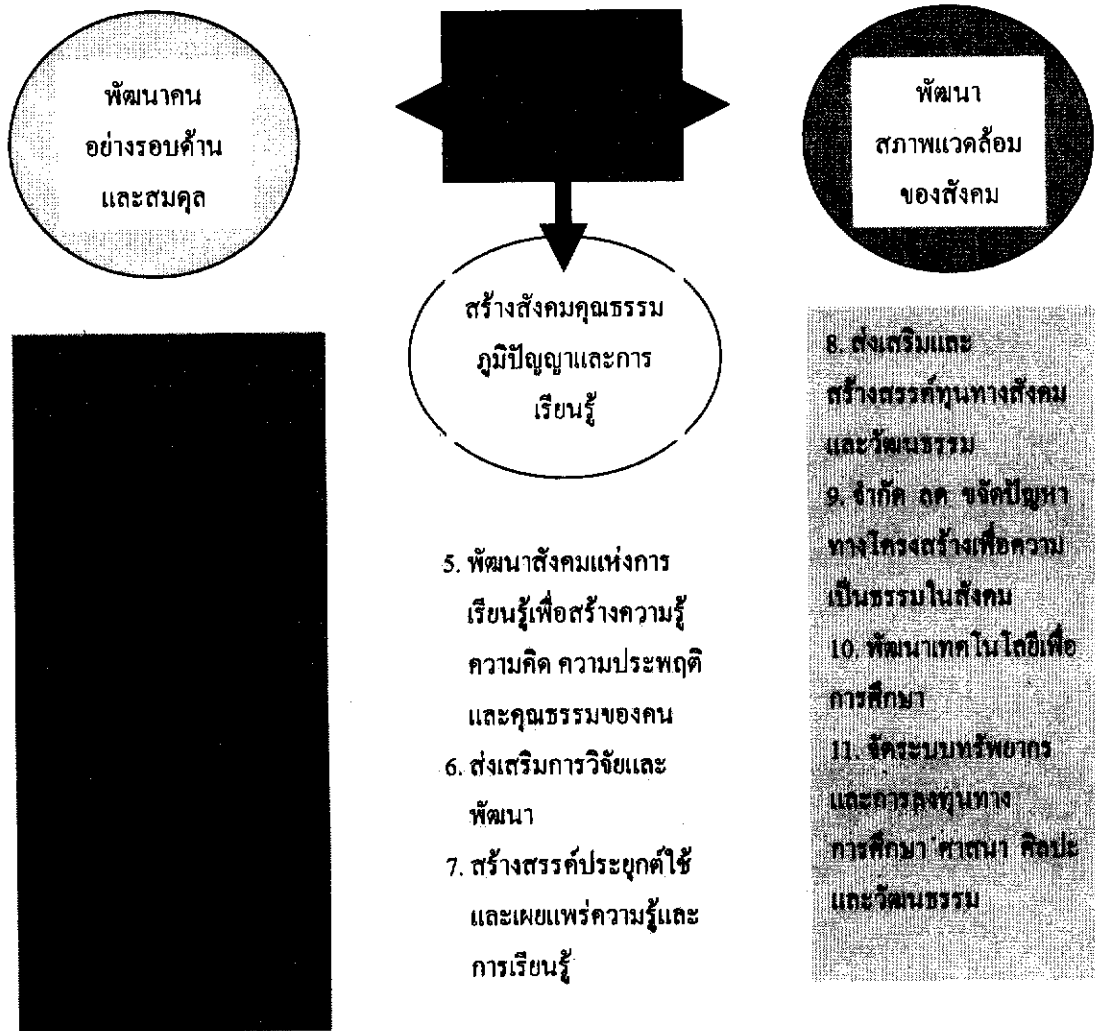 พัฒนาคน
อย่างรอบด้าน
และสมดุล
พัฒนา
สภาพแวดล้อม
ของสังคม
สร้างสังคมคุณธรรม
ภูมิปัญญาและการ
เรียนรู้
5. พัฒนาสังคมแห่งการ
เรียนรู้เพื่อสร้างความรู้
ความคิด ความประพฤติ
และคุณธรรมของคน
6. ส่งเสริมการวิจัยและ
พัฒนา
7. สร้างสรรค์ประยุกต์ใช้
และเผยแพร่ความรู้และ
การเรียนรู้
8. ส่งเสริมและ
สร้างสรรค์ทุนทางสังคม
และวัฒนธรรม
9. จำกัด ลด ขจัดปัญหา
ทางโครงสร้างเพื่อความ
เป็นธรรมในสังคม
10. พัฒนาเทคโนโลยีเพื่อ
การศึกษา
11. จัดระบบทรัพยากร
และการลงทุนทาง
การศึกษา ศาสนา ศิลปะ
และวัฒนธรรม